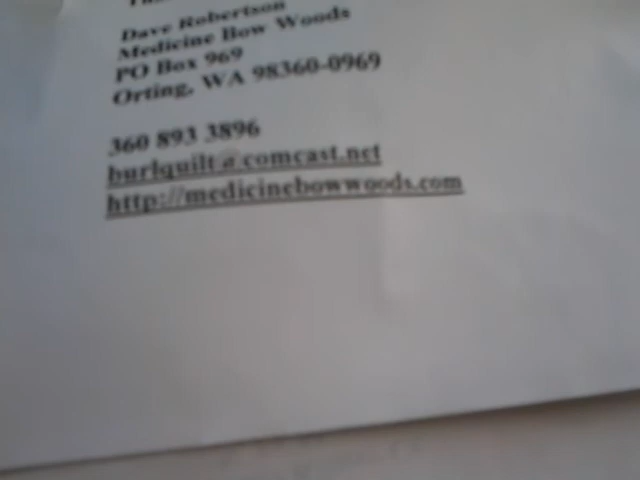 Dave Robertson
Medicine Bow Woods
PO Box 969
Orting, WA 98360-0969
360 893 3896
burlquilt@comcast.net
http://medicinebowwoods.com